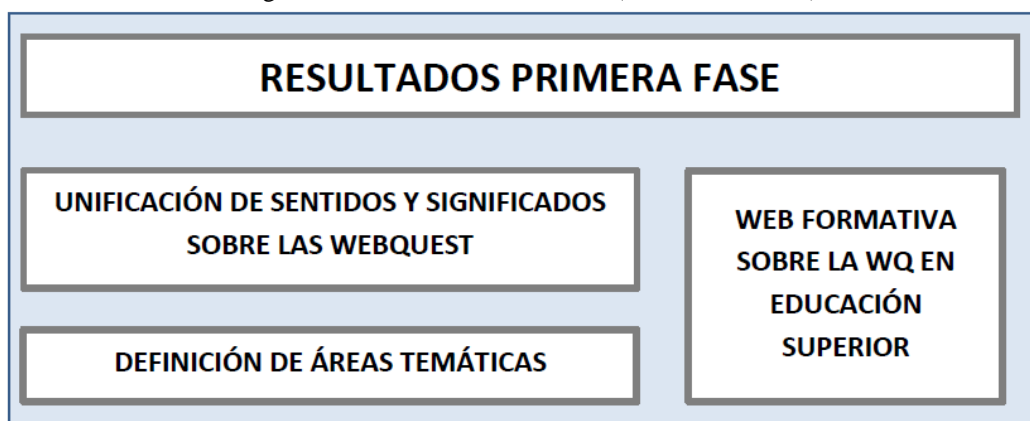 RESULTADOS PRIMERA FASE
UNIFICACIÓN DE SENTIDOS Y SIGNIFICADOS
SOBRE LAS WEBQUEST
DEFINICIÓN DE ÁREAS TEMÁTICAS
WEB FORMATIVA
SOBRE LA WQ EN
EDUCACIÓN
SUPERIOR